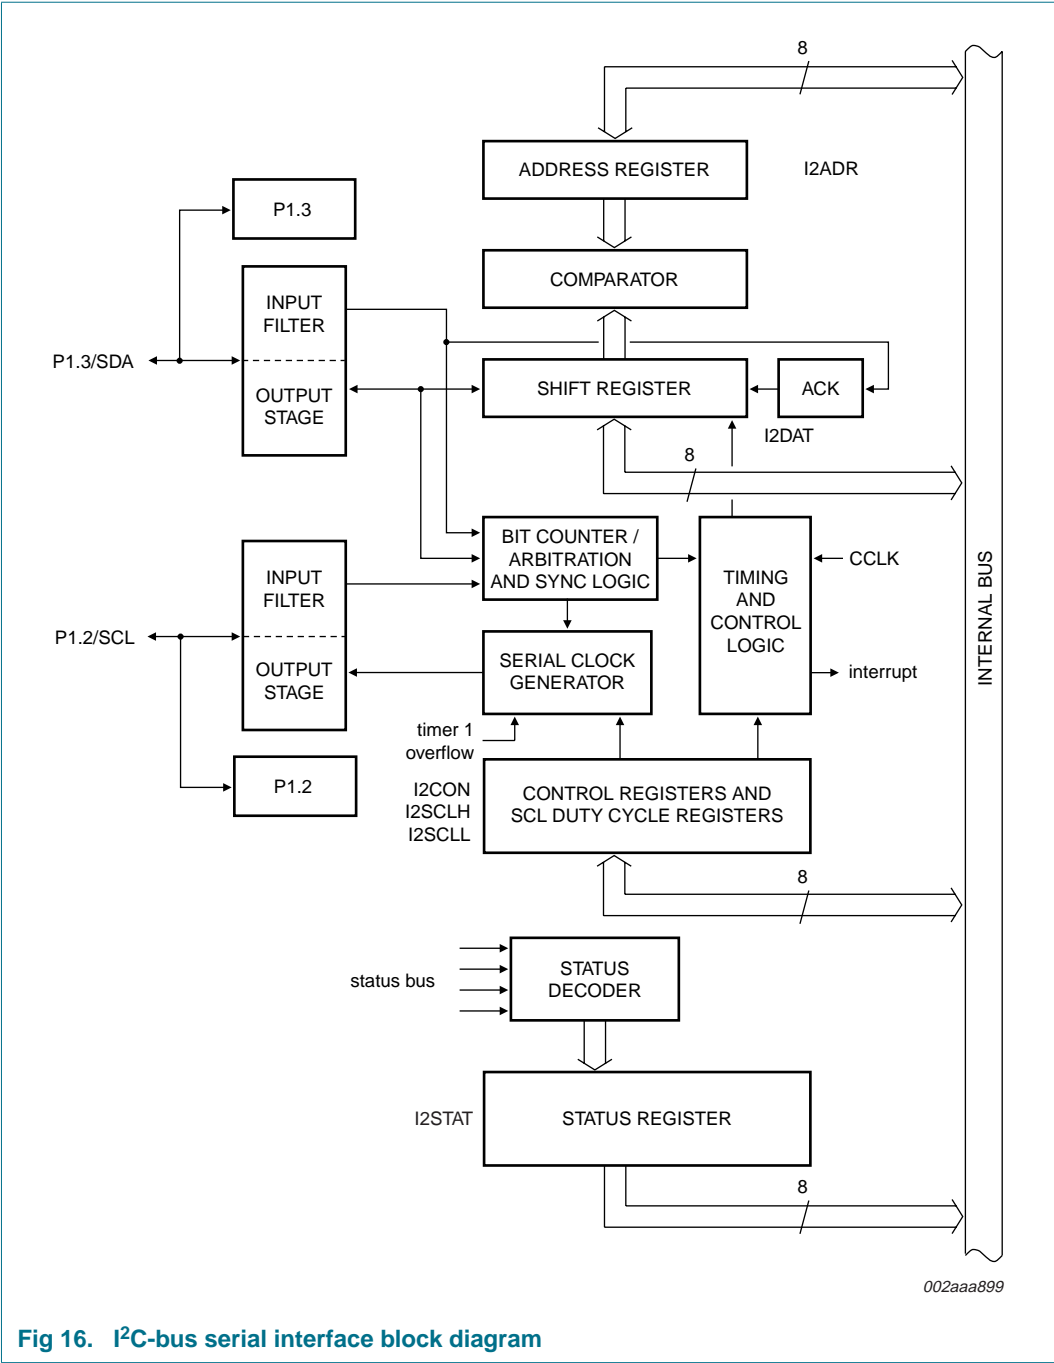 8
ADDRESS REGISTER
I2ADR
P1.3
COMPARATOR
INPUT
FILTER
P1.3/SDA
OUTPUT
STAGE
SHIFT REGISTER
ACK
I2DAT
8
BIT COUNTER /
ARBITRATION
AND SYNC LOGIC
INPUT
FILTER
TIMING
AND
CONTROL
LOGIC
CCLK
INTERNAL BUS
P1.2/SCL
OUTPUT
STAGE
SERIAL CLOCK
GENERATOR
interrupt
timer 1
overflow
P1.2
I2CON
I2SCLH
I2SCLL
CONTROL REGISTERS AND
SCL DUTY CYCLE REGISTERS
8
status bus
STATUS
DECODER
I2STAT
STATUS REGISTER
8
002aaa899
Fig 16. I²C-bus serial interface block diagram